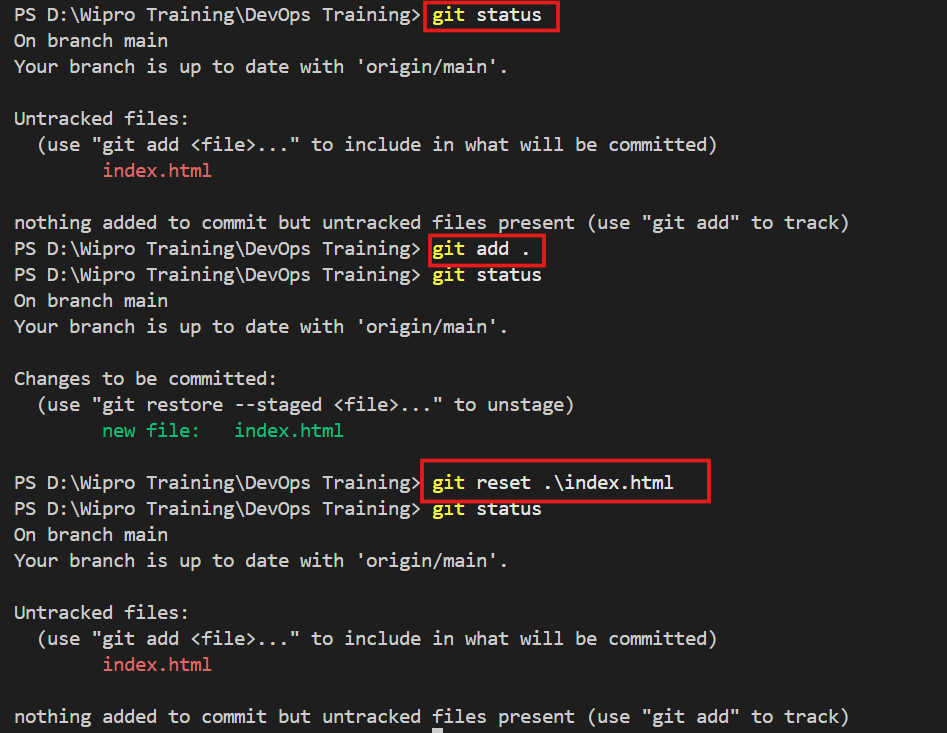 PS D:\Wipro Training\DevOps Training> git status
On branch main
Your branch is up to date with 'origin/main'.
Untracked files:
  (use "git add <file>..." to include in what will be committed)
        index.html
nothing added to commit but untracked files present (use "git add" to track)
PS D:\Wipro Training\DevOps Training> git add .
PS D:\Wipro Training\DevOps Training> git status
On branch main
Your branch is up to date with 'origin/main'.
Changes to be committed:
  (use "git restore --staged <file>..." to unstage)
        new file:   index.html
PS D:\Wipro Training\DevOps Training> git reset .\index.html
PS D:\Wipro Training\DevOps Training> git status
On branch main
Your branch is up to date with 'origin/main'.
Untracked files:
  (use "git add <file>..." to include in what will be committed)
        index.html
nothing added to commit but untracked files present (use "git add" to track)